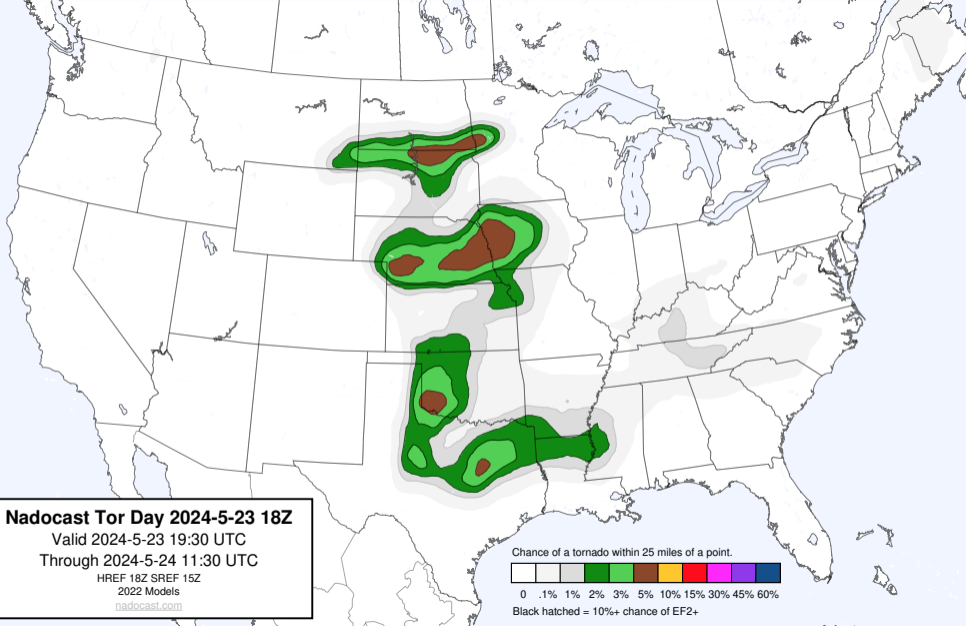 Nadocast Tor Day 2024-5-23 18Z
Valid 2024-5-23 19:30 UTC
Through 2024-5-24 11:30 UTC
HREF 18Z SREF 15Z
2022 Models
nadocast.com
Chance of a tornado within 25 miles of a point.
0 .1% 1% 2% 3% 5% 10% 15% 30% 45% 60%
Black hatched = 10%+ chance of EF2+